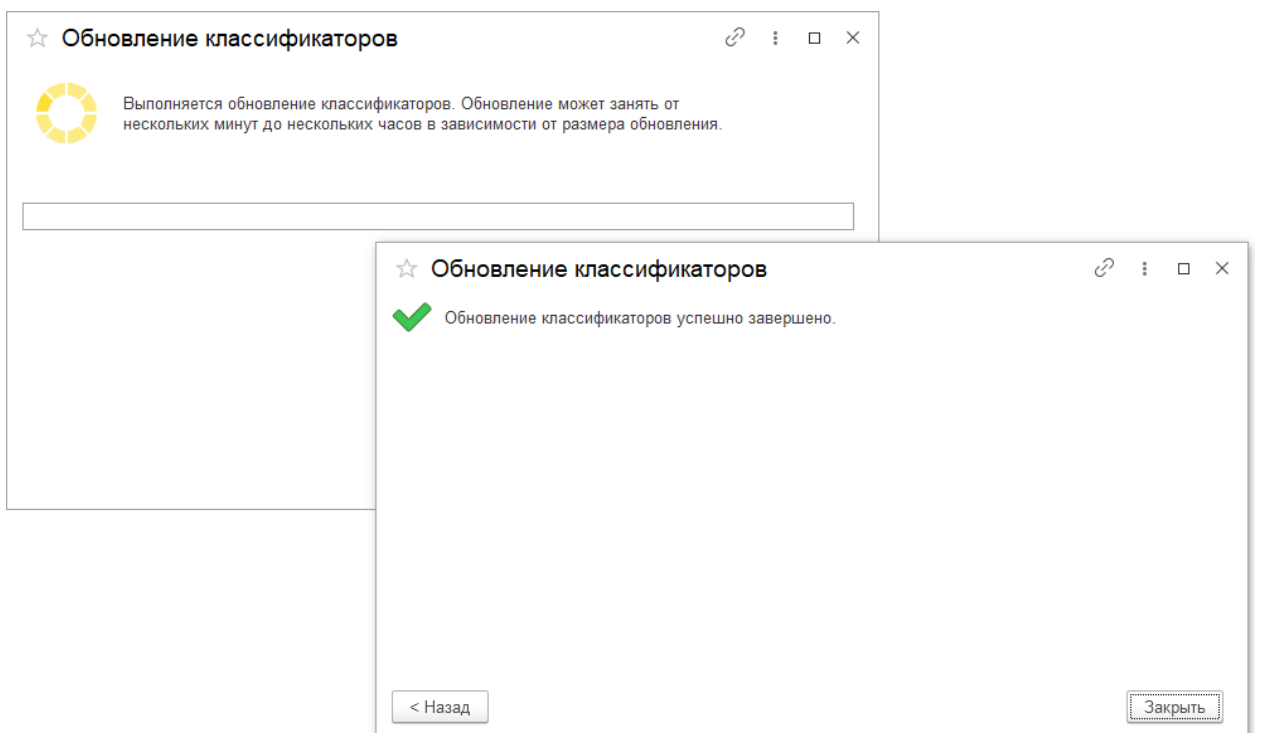 Обновление классификаторов
Выполняется обновление классификаторов. Обновление может занять от
нескольких минут до нескольких часов в зависимости от размера обновления.
Обновление классификаторов
Обновление классификаторов успешно завершено.
< Назад
Закрыть